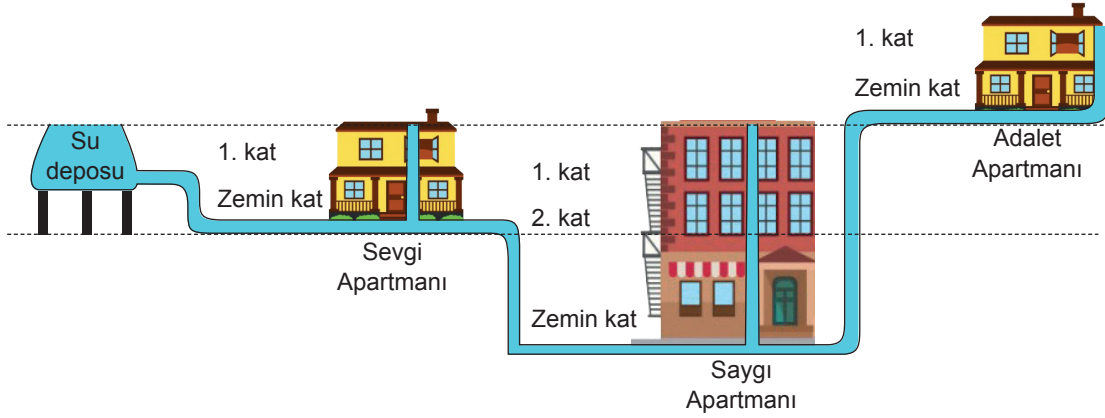 1. kat
Zemin kat
Adalet
Apartmanı
Su
deposu
1. kat
Zemin kat
Sevgi
Apartmanı
1. kat
2. kat
Zemin kat
Saygı
Apartmanı